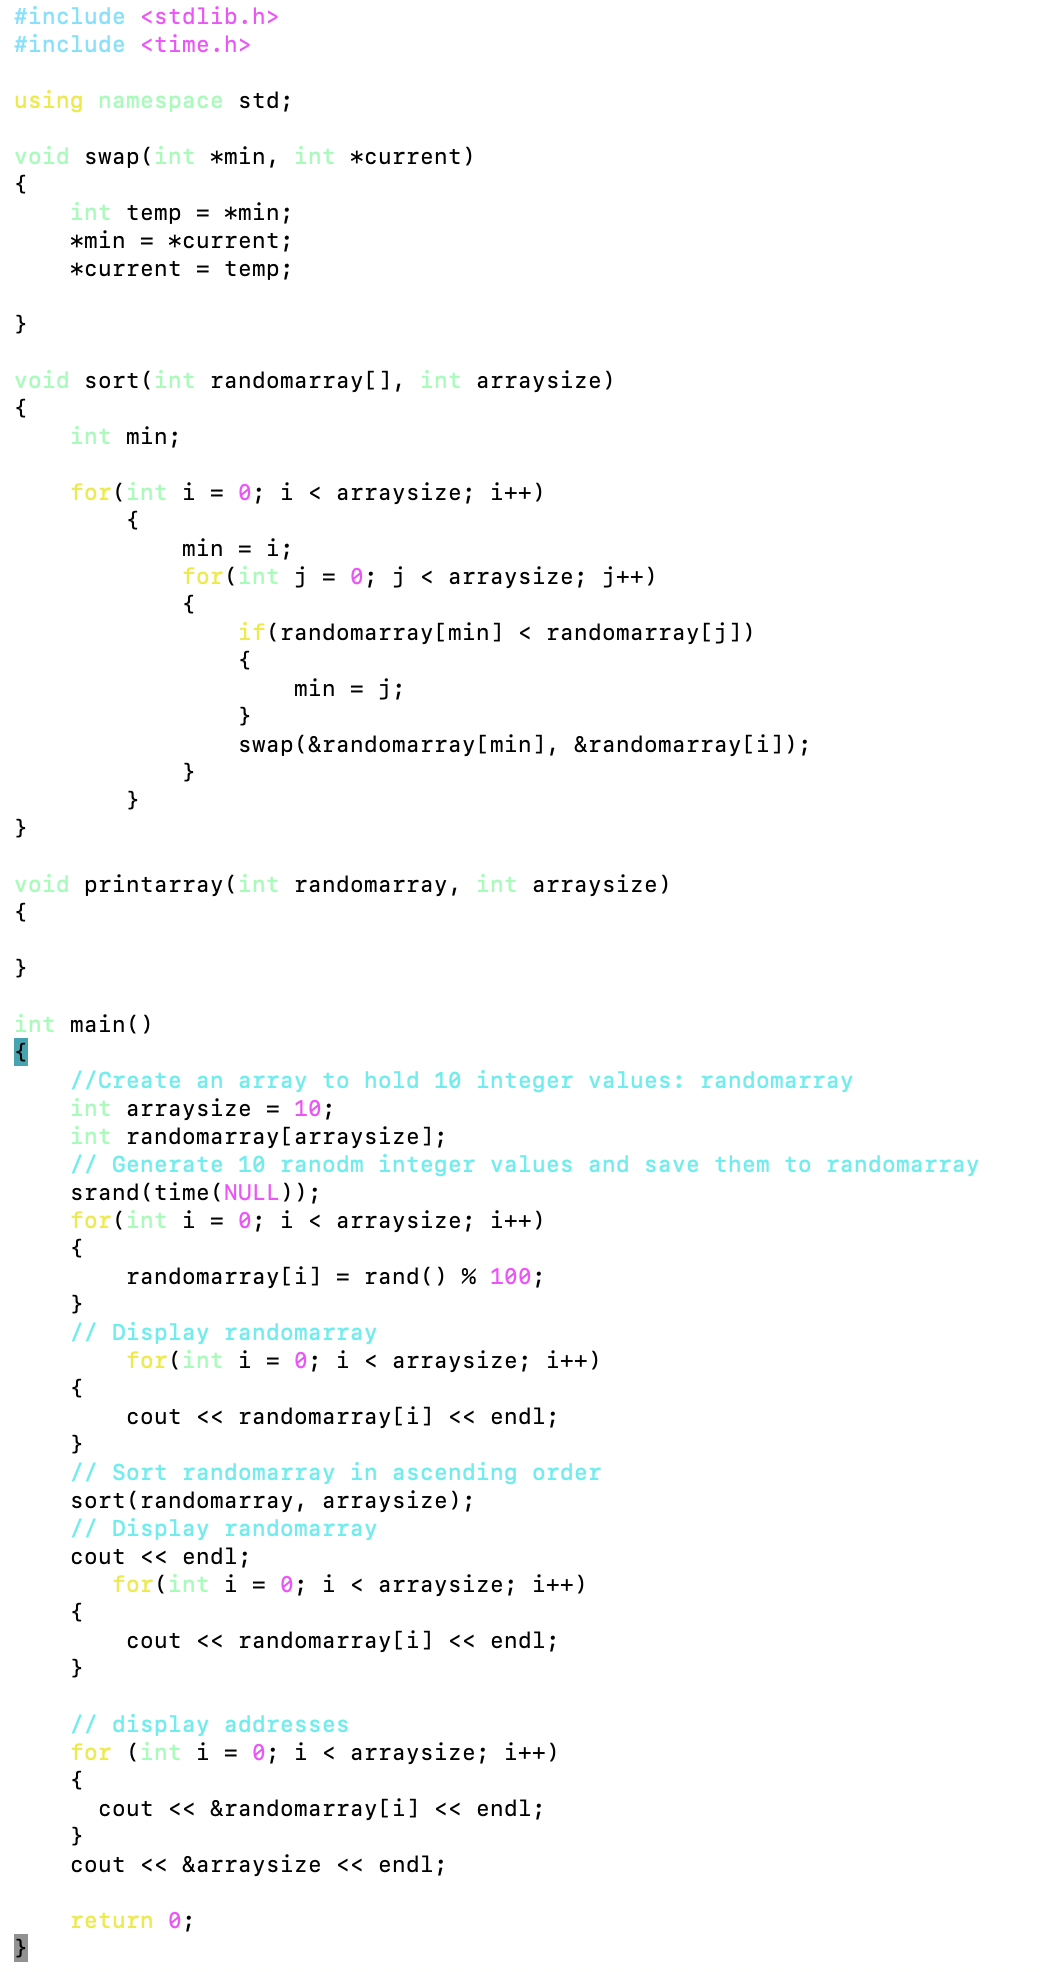 #include <stdlib.h>
#include <time.h>

using namespace std;

void swap(int *min, int *current)
{
    int temp = *min;
    *min = *current;
    *current = temp;

}

void sort(int randomarray[], int arraysize)
{
    int min;

    for(int i = 0; i < arraysize; i++)
        {
            min = i;
            for(int j = 0; j < arraysize; j++)
            {
                if(randomarray[min] < randomarray[j])
                {
                    min = j;
                }
                swap(&randomarray[min], &randomarray[i]);
            }
        }
}

void printarray(int randomarray, int arraysize)
{

}

int main()
{
    //Create an array to hold 10 integer values: randomarray
    int arraysize = 10;
    int randomarray[arraysize];
    // Generate 10 ranodm integer values and save them to randomarray
    srand(time(NULL));
    for(int i = 0; i < arraysize; i++)
    {
        randomarray[i] = rand() % 100;
    }
    // Display randomarray
        for(int i = 0; i < arraysize; i++)
    {
        cout << randomarray[i] << endl;
    }
    // Sort randomarray in ascending order
    sort(randomarray, arraysize);
    // Display randomarray
    cout << endl;
       for(int i = 0; i < arraysize; i++)
    {
        cout << randomarray[i] << endl;
    }

    // display addresses
    for (int i = 0; i < arraysize; i++)
    {
      cout << &randomarray[i] << endl;
    }
    cout << &arraysize << endl;

    return 0;
}